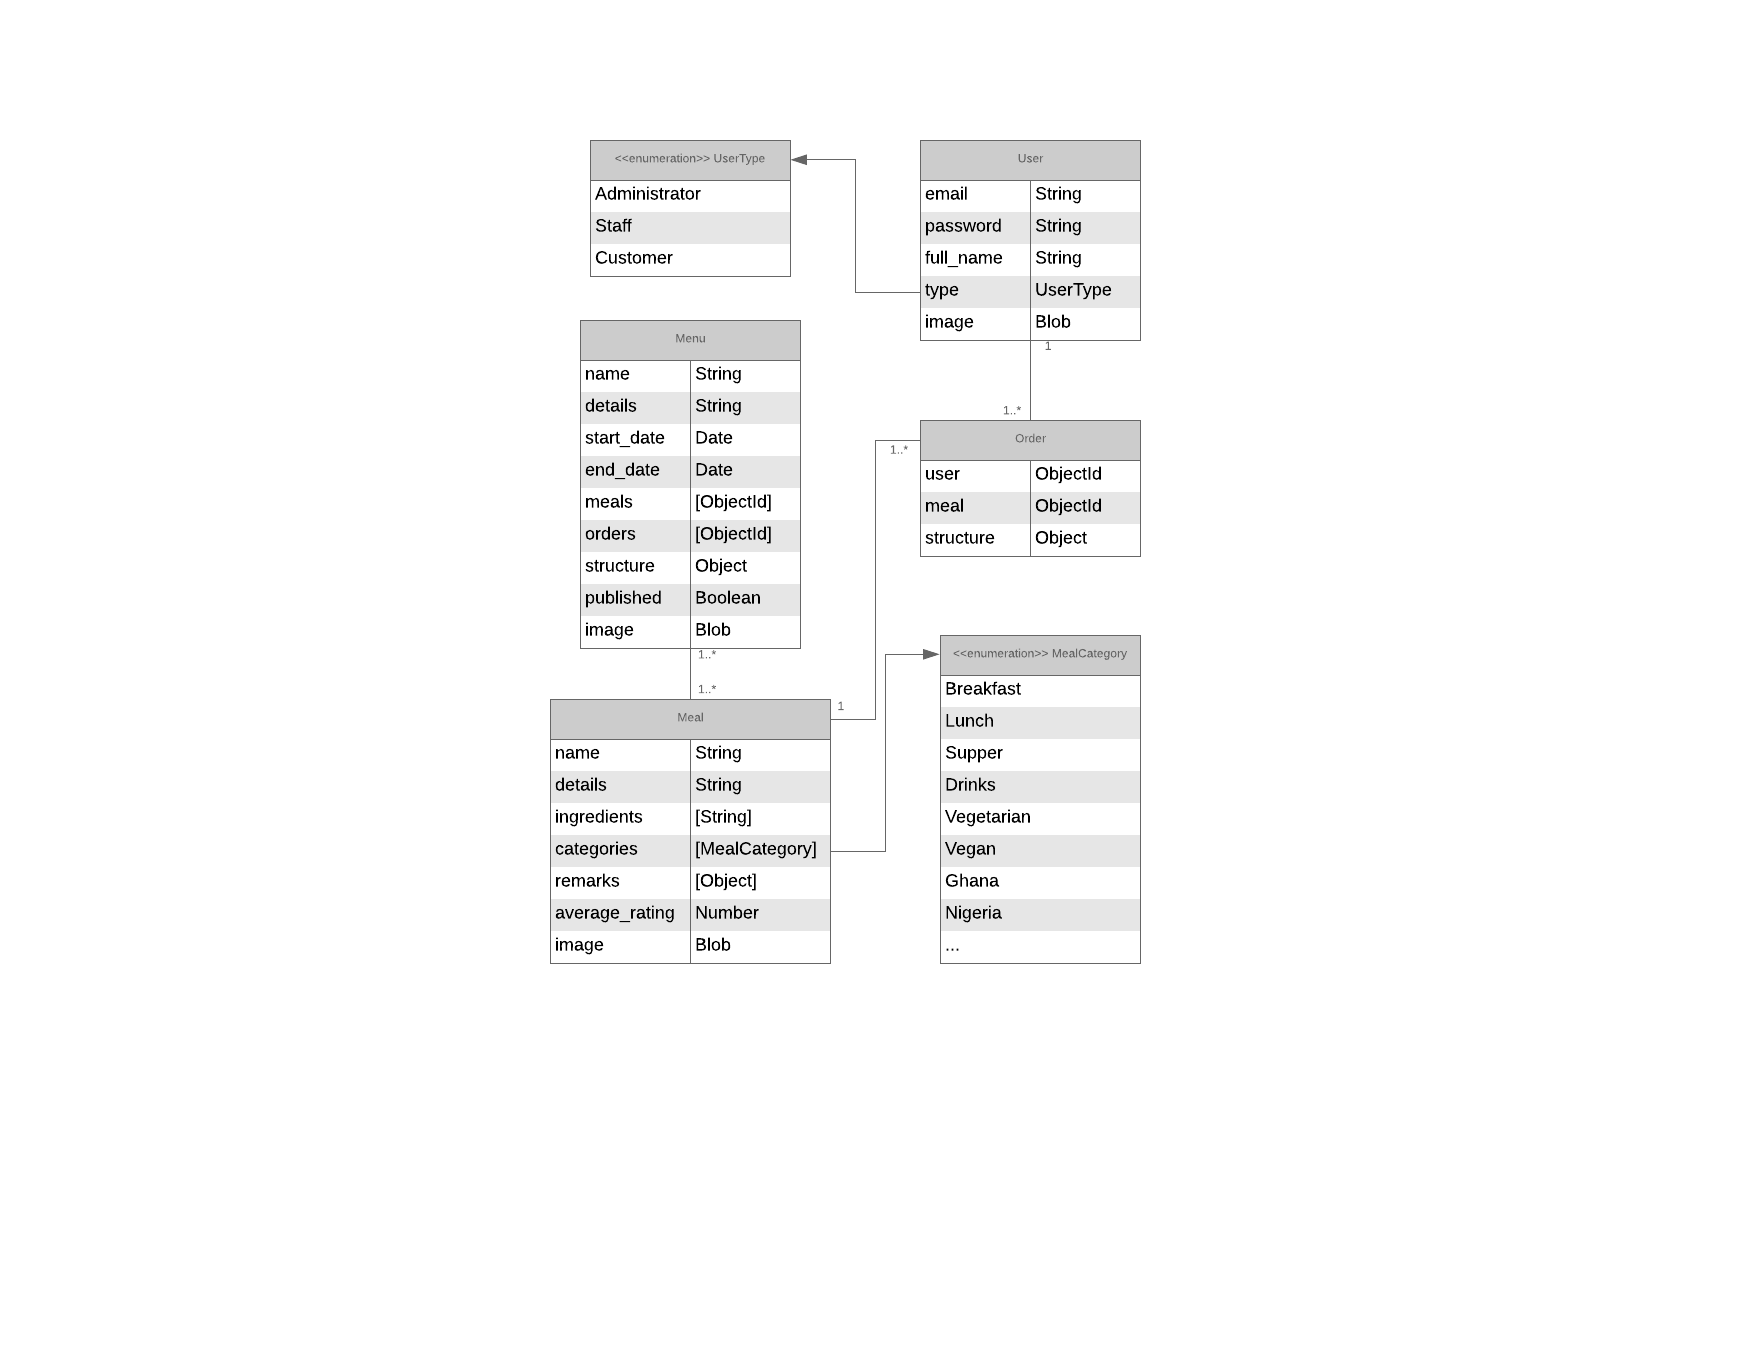 <<enumeration>> UserType
Administrator
Staff
Customer
User
email String
password String
full_name String
type UserType
image Blob
1
1..*
Menu
name String
details String
start_date Date
end_date Date
meals [ObjectId]
orders [ObjectId]
structure Object
published Boolean
image Blob
1..*
1..*
Order
1..*
user ObjectId
meal ObjectId
structure Object
Meal
1
name String
details String
ingredients [String]
categories [MealCategory]
remarks [Object]
average_rating Number
image Blob
<<enumeration>> MealCategory
Breakfast
Lunch
Supper
Drinks
Vegetarian
Vegan
Ghana
Nigeria
...